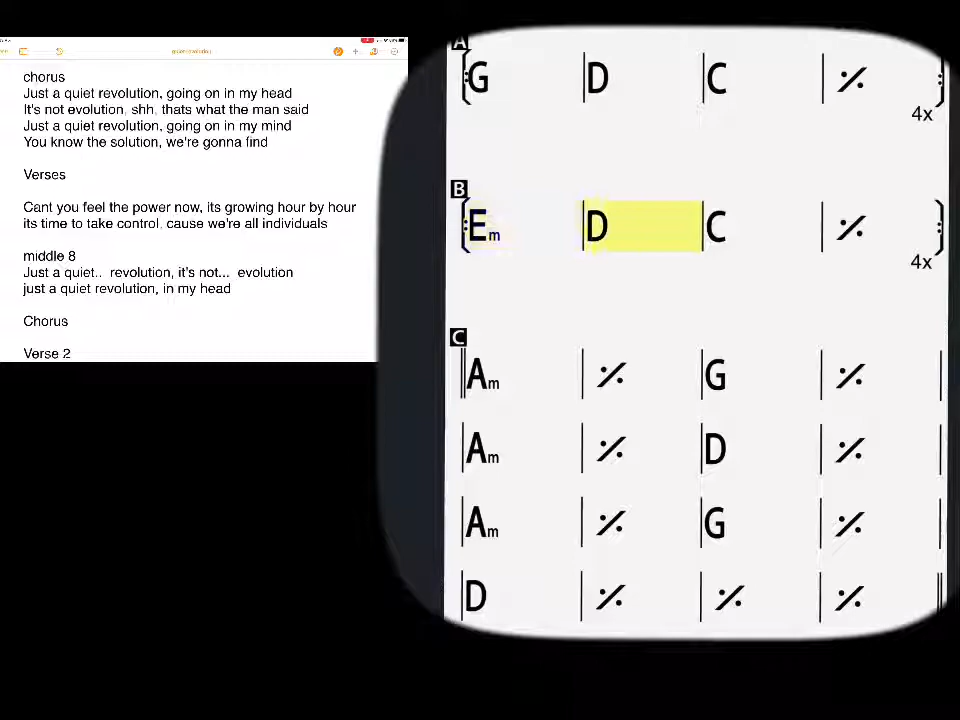 chorus
Just a quiet revolution, going on in my head
It's not evolution, shh, thats what the man said
Just a quiet revolution, going on in my mind
You know the solution, we're gonna find
Verses
Cant you feel the power now, its growing hour by hour
its time to take control, cause we're all individuals
middle 8
Just a quiet.. revolution, it's not... evolution
just a quiet revolution, in my head
Chorus
Verse 2
A
G D C
4x
B
Em D C
4x
C
Am G
Am D
Am G
D